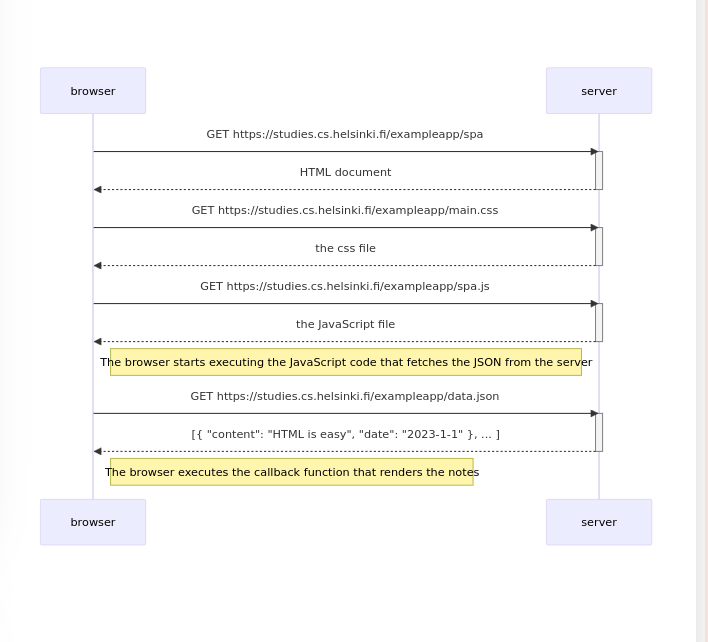 browser
server
GET https://studies.cs.helsinki.fi/exampleapp/spa
HTML document
GET https://studies.cs.helsinki.fi/exampleapp/main.css
the css file
GET https://studies.cs.helsinki.fi/exampleapp/spa.js
the JavaScript file
The browser starts executing the JavaScript code that fetches the JSON from the server
GET https://studies.cs.helsinki.fi/exampleapp/data.json
[{ "content": "HTML is easy", "date": "2023-1-1" }, ... ]
The browser executes the callback function that renders the notes
browser
server